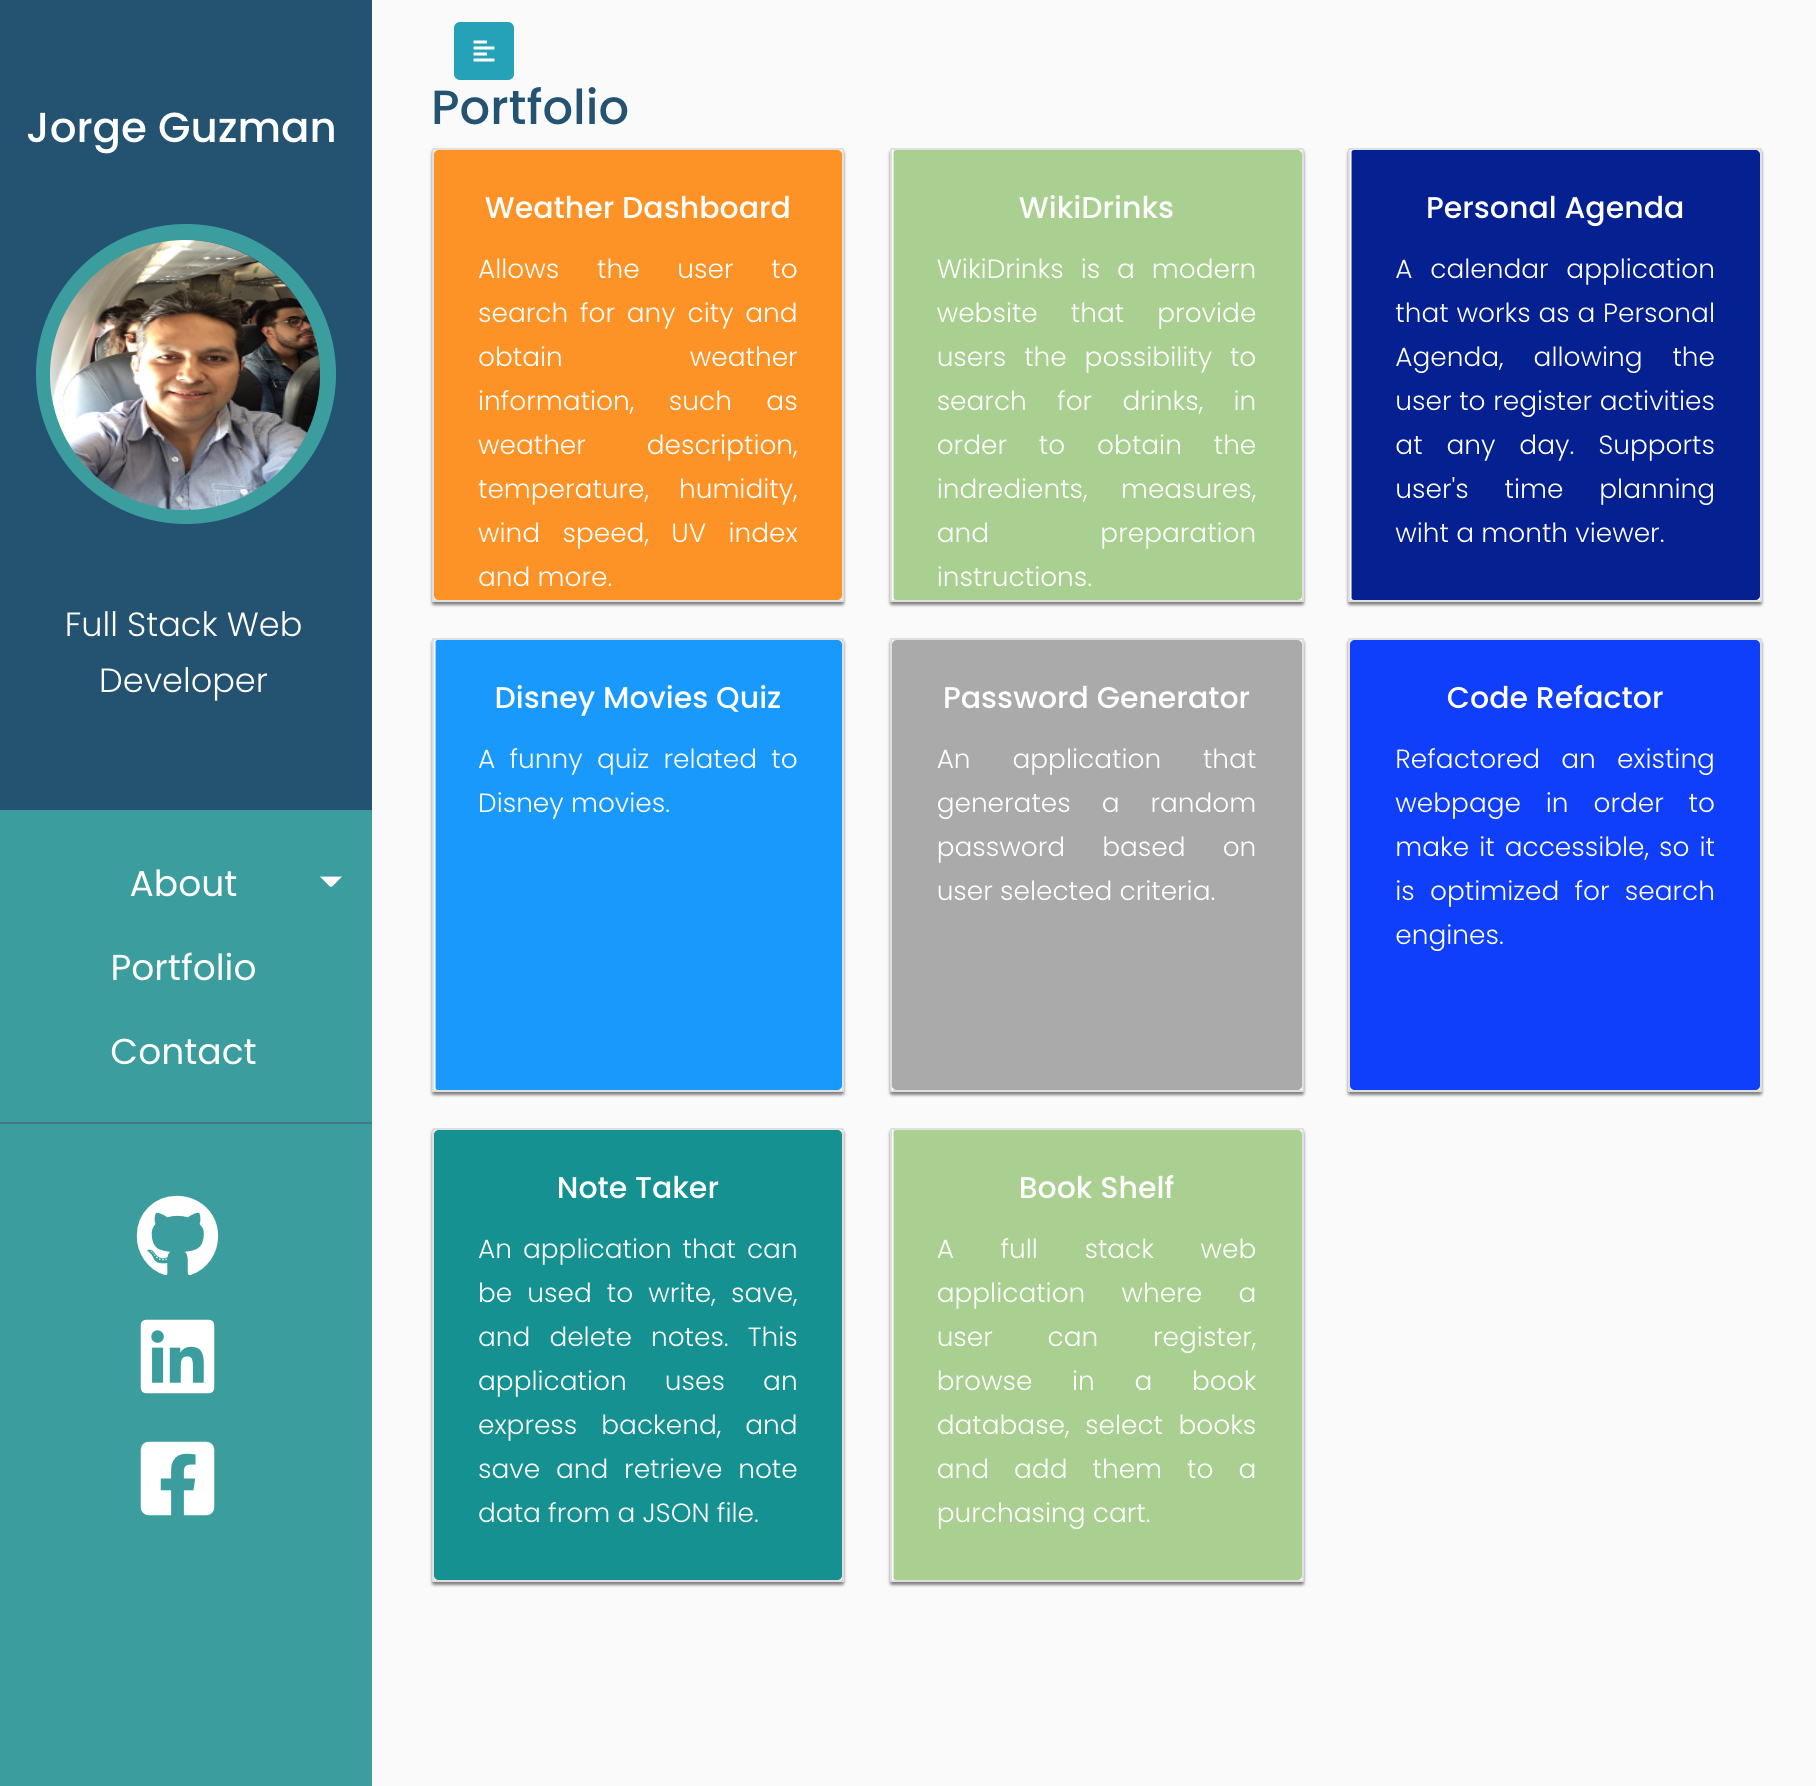 Jorge Guzman
Full Stack Web
Developer
About
Portfolio
Contact
in
f
Portfolio
Weather Dashboard
Allows the user to
search for any city and
obtain weather
information, such as
weather description,
temperature, humidity,
wind speed, UV index
and more.
WikiDrinks
WikiDrinks is a modern
website that provide
users the possibility to
search for drinks, in
order to obtain the
indredients, measures,
and preparation
instructions.
Personal Agenda
A calendar application
that works as a Personal
Agenda, allowing the
user to register activities
at any day. Supports
user's time planning
wiht a month viewer.
Disney Movies Quiz
A funny quiz related to
Disney movies.
Password Generator
An application that
generates a random
password based on
user selected criteria.
Code Refactor
Refactored an existing
webpage in order to
make it accessible, so it
is optimized for search
engines.
Note Taker
An application that can
be used to write, save,
and delete notes. This
application uses an
express backend, and
save and retrieve note
data from a JSON file.
Book Shelf
A full stack web
application where a
user can register,
browse in a book
database, select books
and add them to a
purchasing cart.